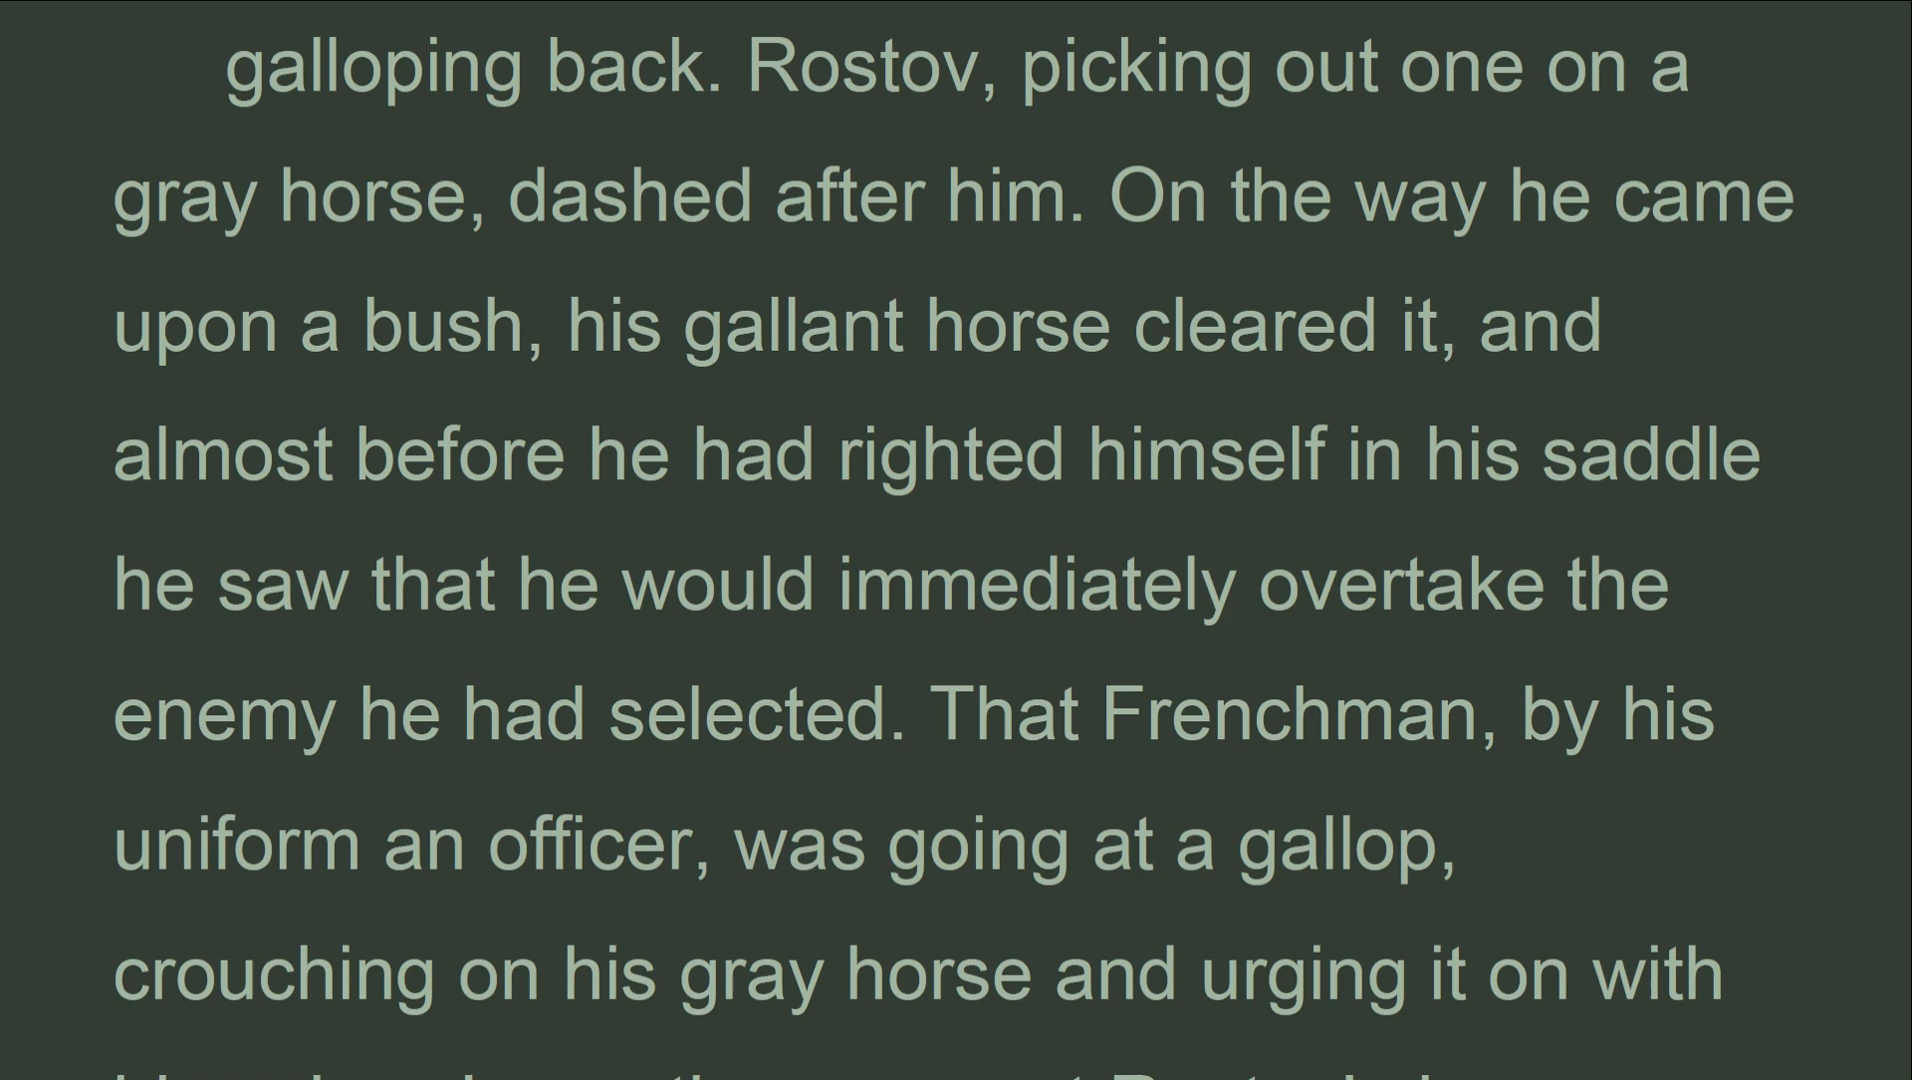 galloping back. Rostov, picking out one on a
gray horse, dashed after him. On the way he came
upon a bush, his gallant horse cleared it, and
almost before he had righted himself in his saddle
he saw that he would immediately overtake the
enemy he had selected. That Frenchman, by his
uniform an officer, was going at a gallop,
crouching on his gray horse and urging it on with